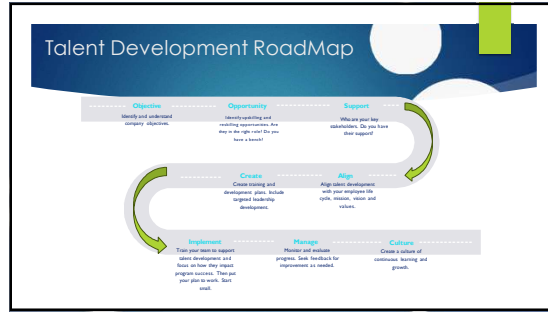 Talent Development RoadMap
Objective
Identify and understand
company objectives.
Opportunity
Identify upskilling and
reskilling opportunities. Are
they in the right role? Do you
have a bench?
Support
Who are your key
stakeholders. Do you have
their support?
Align
Align talent development
with your employee life
cycle, mission, vision and
values.
Create
Create training and
development plans. Include
targeted leadership
development.
Implement
Train your team to support
talent development and
focus on how they impact
program success. Then put
your plan to work. Start
small.
Manage
Monitor and evaluate
progress. Seek feedback for
improvement as needed.
Culture
Create a culture of
continuous learning and
growth.